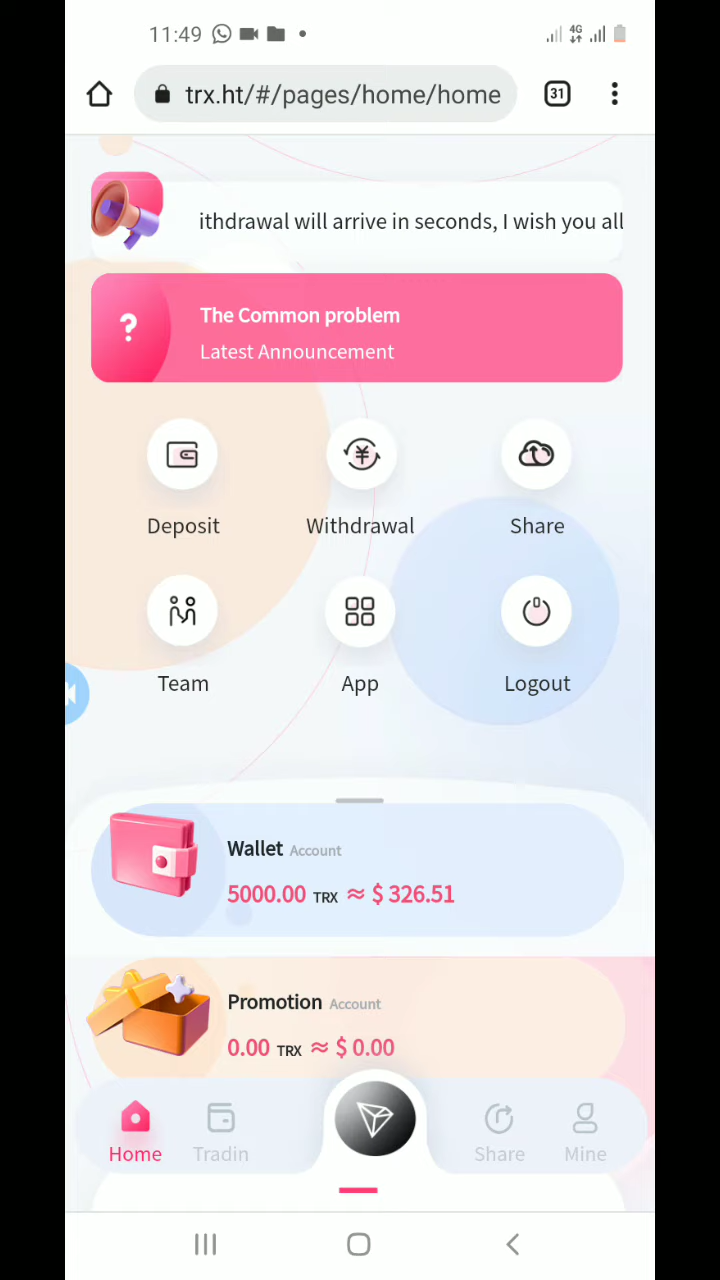 11:49
4G
trx.ht/#/pages/home/home
31
ithdrawal will arrive in seconds, I wish you all
?
The Common problem
Latest Announcement
Deposit
Withdrawal
Share
Team
App
Logout
Wallet Account
5000.00 TRX ≈ $ 326.51
Promotion Account
0.00 TRX ≈ $ 0.00
Home
Tradin
Share
Mine